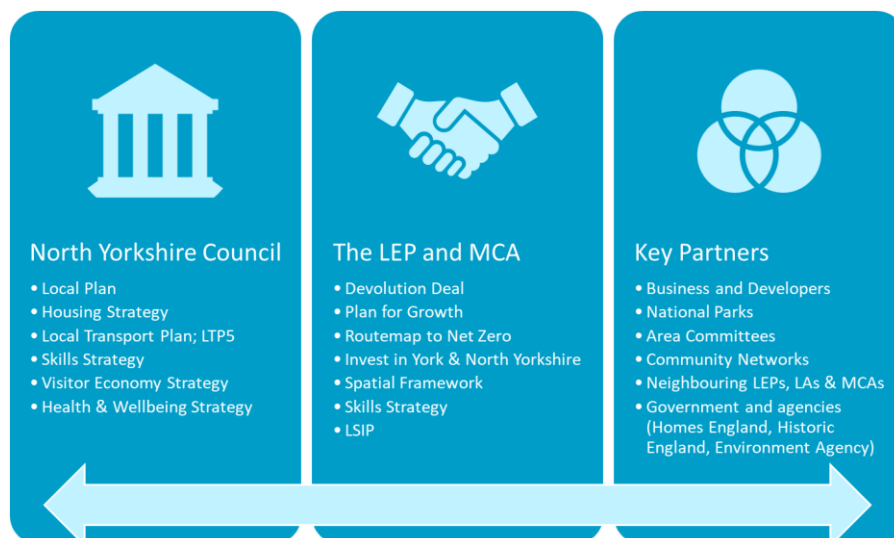 North Yorkshire Council
• Local Plan
• Housing Strategy
• Local Transport Plan; LTP5
• Skills Strategy
• Visitor Economy Strategy
• Health & Wellbeing Strategy
The LEP and MCA
• Devolution Deal
• Plan for Growth
• Routemap to Net Zero
• Invest in York & North Yorkshire
• Spatial Framework
• Skills Strategy
• LSIP
Key Partners
• Business and Developers
• National Parks
• Area Committees
• Community Networks
• Neighbouring LEPs, LAs & MCAs
• Government and agencies
(Homes England, Historic
England, Environment Agency)